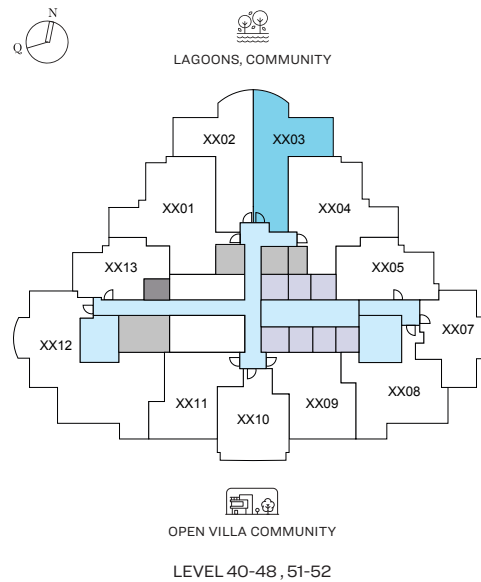 N
Q
LAGOONS, COMMUNITY
XX02
XX03
XX01
XX04
XX13
XX05
XX12
XX07
XX08
XX11
XX09
XX10
OPEN VILLA COMMUNITY
LEVEL 40-48 , 51-52